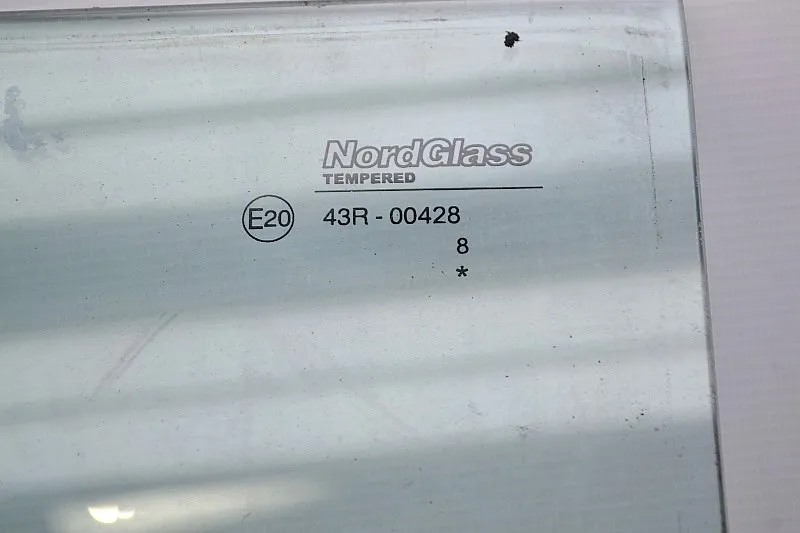 NordGlass
TEMPERED
E20 43R - 00428
8
*